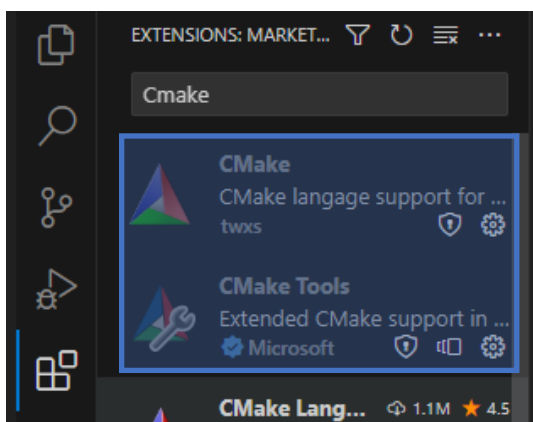 EXTENSIONS: MARKET...
Cmake
CMake
CMake langage support for ...
twxs
CMake Tools
Extended CMake support in ...
Microsoft
CMake Lang... 1.1M 4.5